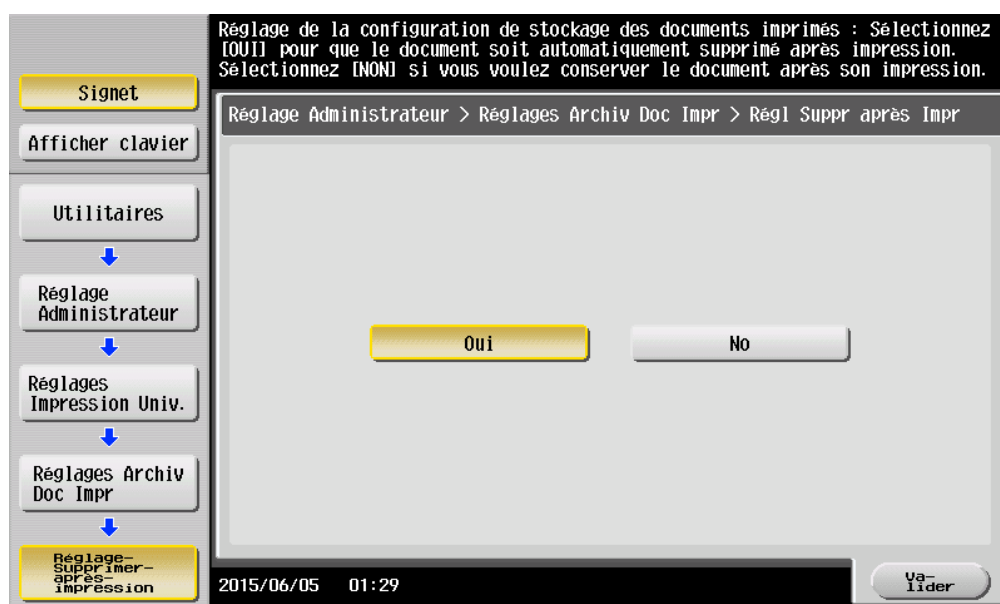 Réglage de la configuration de stockage des documents imprimés : Sélectionnez
[OUI] pour que le document soit automatiquement supprimé après impression.
Sélectionnez [NON] si vous voulez conserver le document après son impression.
Signet
Afficher clavier
Réglage Administrateur > Réglages Archiv Doc Impr > Régl Suppr après Impr
Utilitaires
Réglage
Administrateur
Réglages
Impression Univ.
Réglages Archiv
Doc Impr
Réglage-
Supprimer-
après-
impression
Oui
No
2015/06/05 01:29
Va-
lider